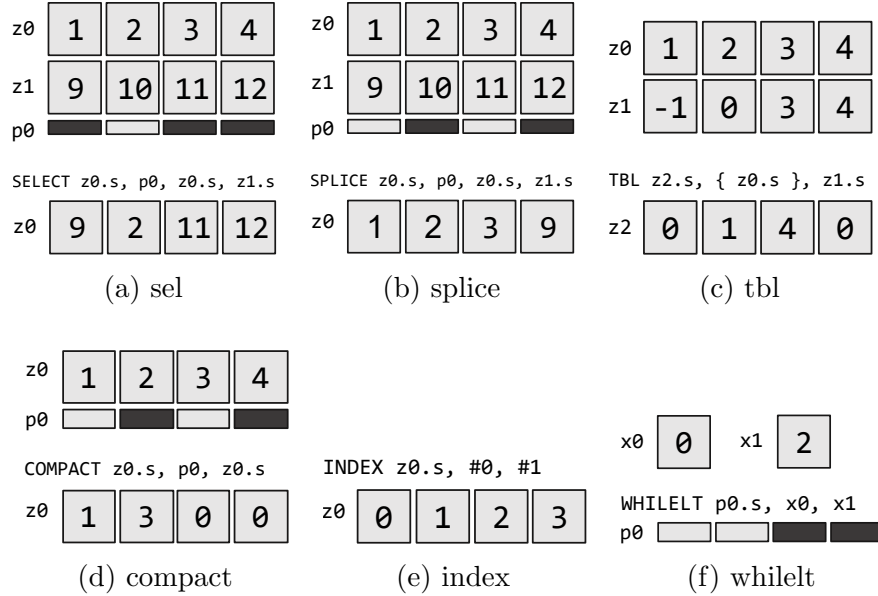 z0 1 2 3 4
z1 9 10 11 12
p0
SELECT z0.s, p0, z0.s, z1.s
z0 9 2 11 12
(a) sel
z0 1 2 3 4
z1 9 10 11 12
p0
SPLICE z0.s, p0, z0.s, z1.s
z0 1 2 3 9
(b) splice
z0 1 2 3 4
z1 -1 0 3 4
TBL z2.s, { z0.s }, z1.s
z2 0 1 4 0
(c) tbl
z0 1 2 3 4
p0
COMPACT z0.s, p0, z0.s
z0 1 3 0 0
(d) compact
INDEX z0.s, #0, #1
z0 0 1 2 3
(e) index
x0 0 x1 2
WHILELT p0.s, x0, x1
p0
(f) whilelt